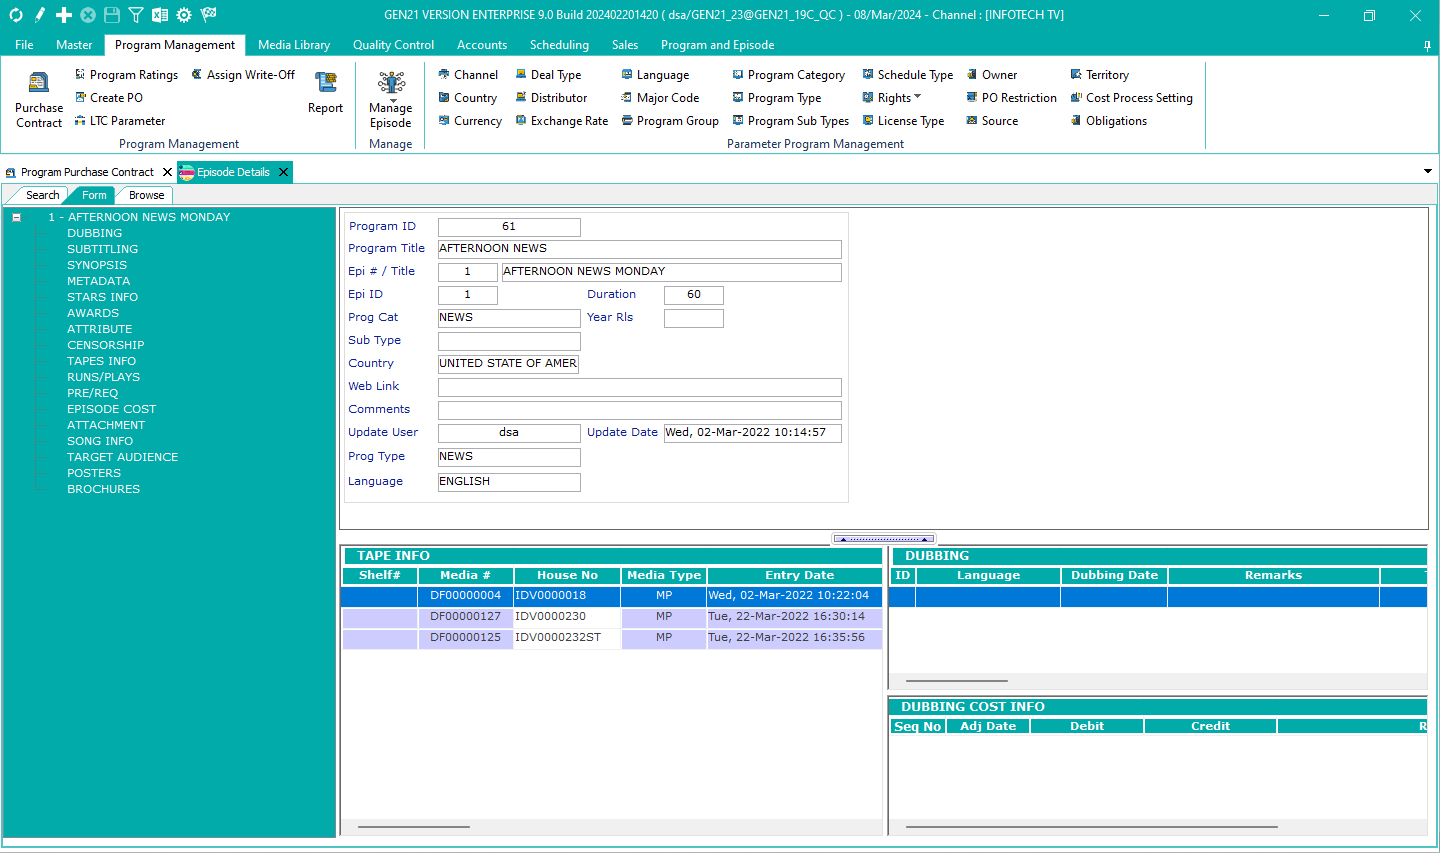 GEN21 VERSION ENTERPRISE 9.0 Build 202402201420 ( dsa/GEN21_23@GEN21_19C_QC ) - 08/Mar/2024 - Channel : [INFOTECH TV]
File Master Program Management Media Library Quality Control Accounts Scheduling Sales Program and Episode
Program Ratings Assign Write-Off Channel Deal Type Language Program Category Schedule Type Owner Territory
Create PO Country Distributor Major Code Program Type Rights PO Restriction Cost Process Setting
Purchase Contract Report Manage Episode
LTC Parameter Currency Exchange Rate Program Group Program Sub Types License Type Source Obligations
Program Management Manage Parameter Program Management
Program Purchase Contract Episode Details
Search Form Browse
1 - AFTERNOON NEWS MONDAY
DUBBING
SUBTITLING
SYNOPSIS
METADATA
STARS INFO
AWARDS
ATTRIBUTE
CENSORSHIP
TAPES INFO
RUNS/PLAYS
PRE/REQ
EPISODE COST
ATTACHMENT
SONG INFO
TARGET AUDIENCE
POSTERS
BROCHURES
Program ID 61
Program Title AFTERNOON NEWS
Epi # / Title 1 AFTERNOON NEWS MONDAY
Epi ID 1 Duration 60
Prog Cat NEWS Year Rls
Sub Type
Country UNITED STATE OF AMER
Web Link
Comments
Update User dsa Update Date Wed, 02-Mar-2022 10:14:57
Prog Type NEWS
Language ENGLISH
TAPE INFO
Shelf# Media # House No Media Type Entry Date
DF00000004 IDV0000018 MP Wed, 02-Mar-2022 10:22:04
DF00000127 IDV0000230 MP Tue, 22-Mar-2022 16:30:14
DF00000125 IDV0000232ST MP Tue, 22-Mar-2022 16:35:56
DUBBING
ID Language Dubbing Date Remarks
DUBBING COST INFO
Seq No Adj Date Debit Credit R